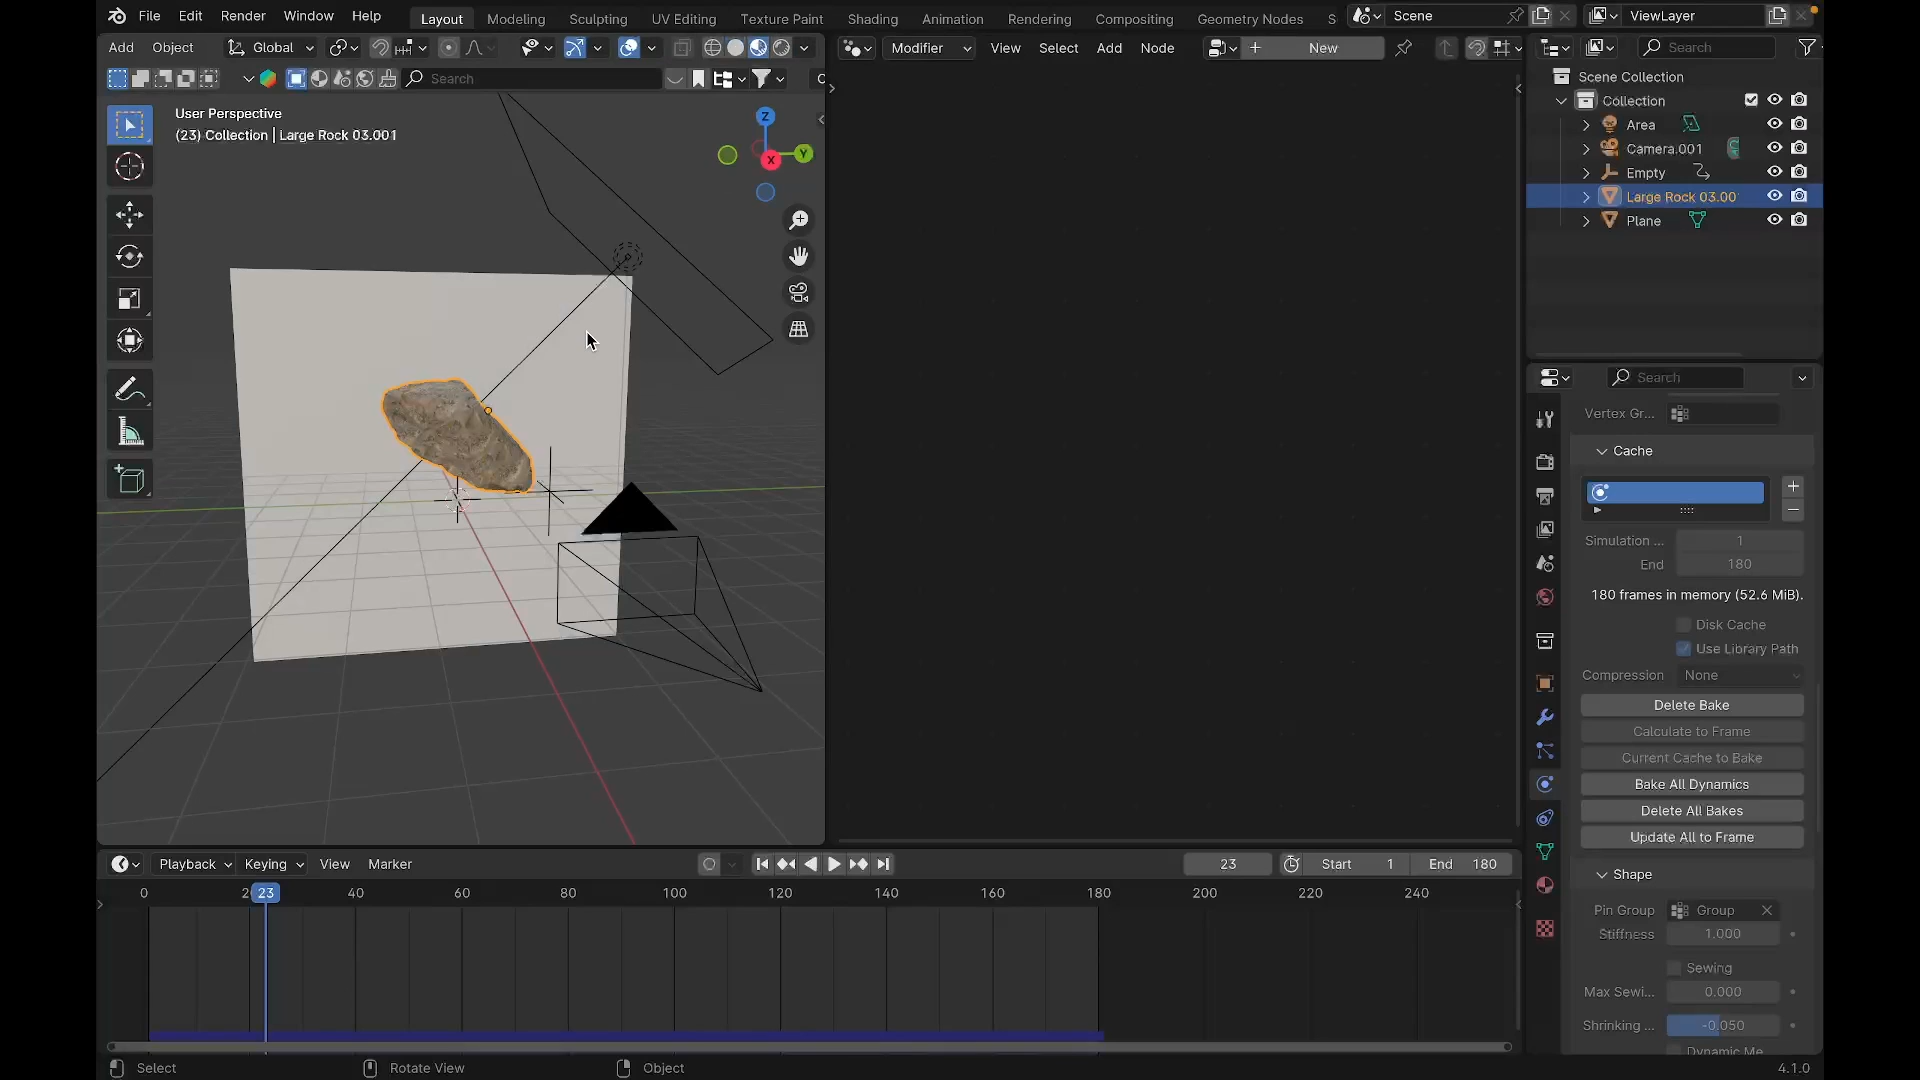 File Edit Render Window Help Layout Modeling Sculpting UV Editing Texture Paint Shading Animation Rendering Compositing Geometry Nodes S Scene ViewLayer
Add Object Global Modifier View Select Add Node New Search
Search
User Perspective
(23) Collection | Large Rock 03.001
Z
Y
X
Scene Collection
Collection
Area
Camera.001
Empty
Large Rock 03.00
Plane
Search
Vertex Gr...
Cache
Simulation ... 1
End 180
180 frames in memory (52.6 MiB).
Disk Cache
Use Library Path
Compression None
Delete Bake
Calculate to Frame
Current Cache to Bake
Bake All Dynamics
Delete All Bakes
Update All to Frame
Shape
Pin Group Group
Stiffness 1.000
Sewing
Max Sewi... 0.000
Shrinking ... -0.050
Dynamic Me
Playback Keying View Marker 23 Start 1 End 180
0 2 23 40 60 80 100 120 140 160 180 200 220 240
Select Rotate View Object 4.1.0